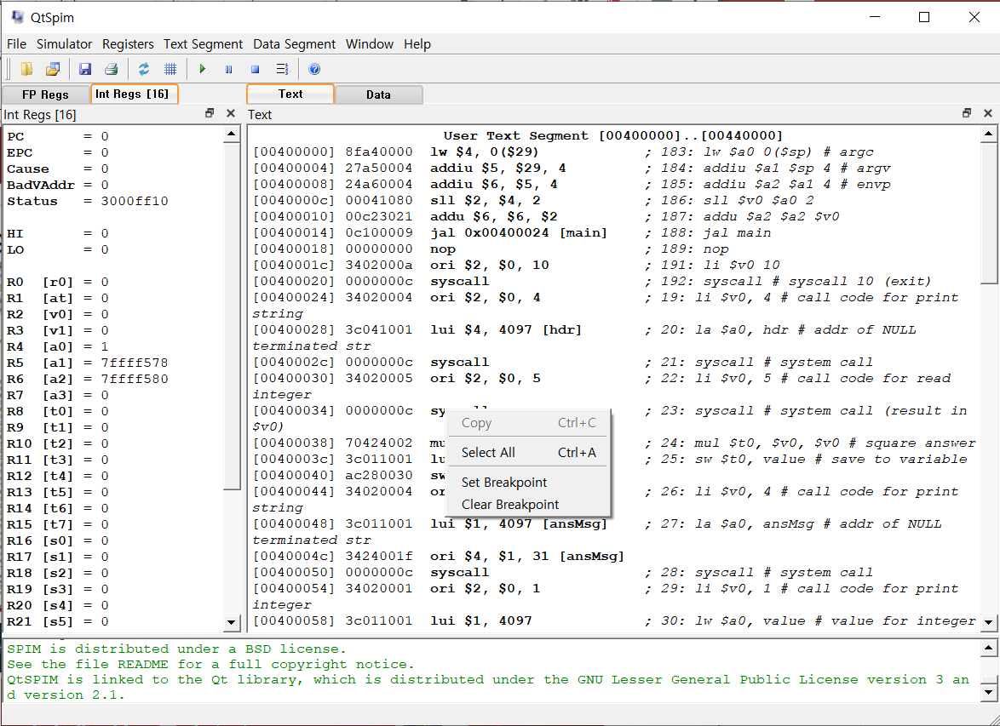 QtSpim
File Simulator Registers Text Segment Data Segment Window Help
FP Regs Int Regs [16] Text Data
Int Regs [16]
PC = 0
EPC = 0
Cause = 0
BadVAddr = 0
Status = 3000ff10
HI = 0
LO = 0
R0 [r0] = 0
R1 [at] = 0
R2 [v0] = 0
R3 [v1] = 0
R4 [a0] = 1
R5 [a1] = 7ffff578
R6 [a2] = 7ffff580
R7 [a3] = 0
R8 [t0] = 0
R9 [t1] = 0
R10 [t2] = 0
R11 [t3] = 0
R12 [t4] = 0
R13 [t5] = 0
R14 [t6] = 0
R15 [t7] = 0
R16 [s0] = 0
R17 [s1] = 0
R18 [s2] = 0
R19 [s3] = 0
R20 [s4] = 0
R21 [s5] = 0
Text
User Text Segment [00400000]..[00440000]
[00400000] 8fa40000 lw $4, 0($29) ; 183: lw $a0 0($sp) # argc
[00400004] 27a50004 addiu $5, $29, 4 ; 184: addiu $a1 $sp 4 # argv
[00400008] 24a60004 addiu $6, $5, 4 ; 185: addiu $a2 $a1 4 # envp
[0040000c] 00041080 sll $2, $4, 2 ; 186: sll $v0 $a0 2
[00400010] 00c23021 addu $6, $6, $2 ; 187: addu $a2 $a2 $v0
[00400014] 0c100009 jal 0x00400024 [main] ; 188: jal main
[00400018] 00000000 nop ; 189: nop
[0040001c] 3402000a ori $2, $0, 10 ; 191: li $v0 10
[00400020] 0000000c syscall ; 192: syscall # syscall 10 (exit)
[00400024] 34020004 ori $2, $0, 4 ; 19: li $v0, 4 # call code for print
string
[00400028] 3c041001 lui $4, 4097 [hdr] ; 20: la $a0, hdr # addr of NULL
terminated str
[0040002c] 0000000c syscall ; 21: syscall # system call
[00400030] 34020005 ori $2, $0, 5 ; 22: li $v0, 5 # call code for read
integer
[00400034] 0000000c sy ; 23: syscall # system call (result in
$v0)
[00400038] 70424002 mu ; 24: mul $t0, $v0, $v0 # square answer
[0040003c] 3c011001 lu ; 25: sw $t0, value # save to variable
[00400040] ac280030 sw
[00400044] 34020004 or ; 26: li $v0, 4 # call code for print
string
[00400048] 3c011001 lui $1, 4097 [ansMsg] ; 27: la $a0, ansMsg # addr of NULL
terminated str
[0040004c] 3424001f ori $4, $1, 31 [ansMsg]
[00400050] 0000000c syscall ; 28: syscall # system call
[00400054] 34020001 ori $2, $0, 1 ; 29: li $v0, 1 # call code for print
integer
[00400058] 3c011001 lui $1, 4097 ; 30: lw $a0, value # value for integer
Copy Ctrl+C
Select All Ctrl+A
Set Breakpoint
Clear Breakpoint
SPIM is distributed under a BSD license.
See the file README for a full copyright notice.
QtSPIM is linked to the Qt library, which is distributed under the GNU Lesser General Public License version 3 an
d version 2.1.